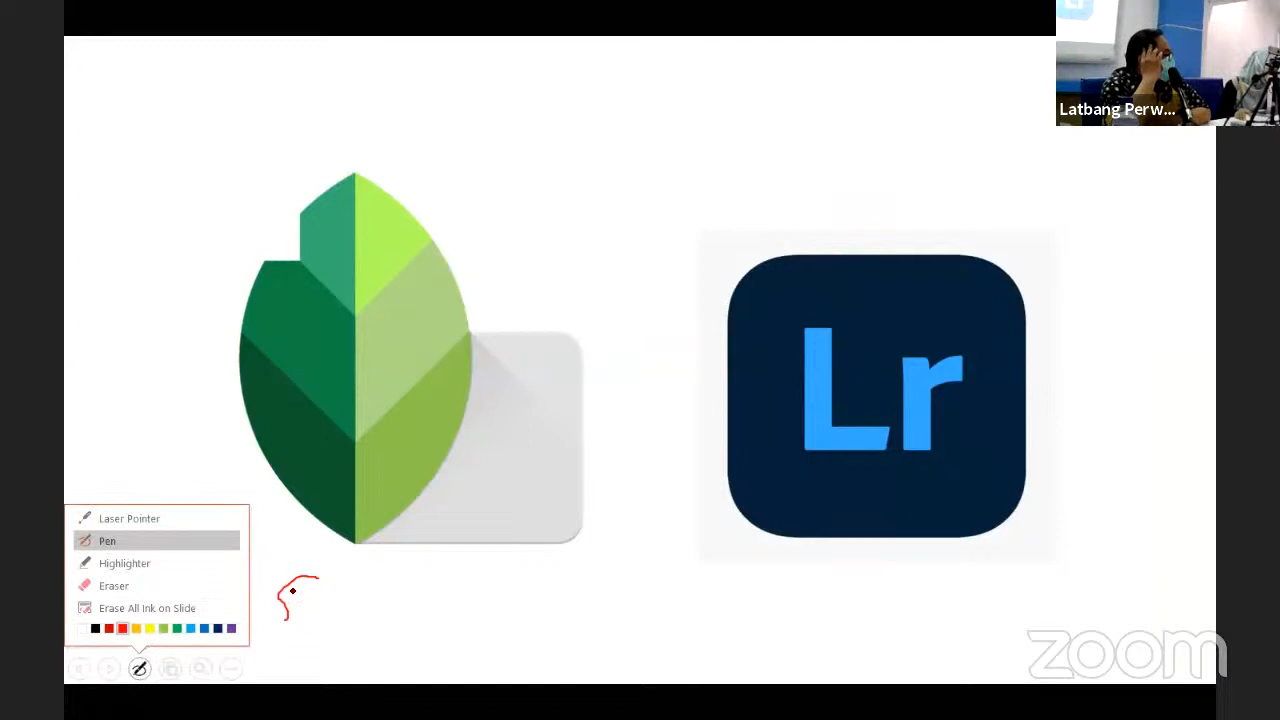 Latbang Perw...
Lr
Laser Pointer
Pen
Highlighter
Eraser
Erase All Ink on Slide
zoom